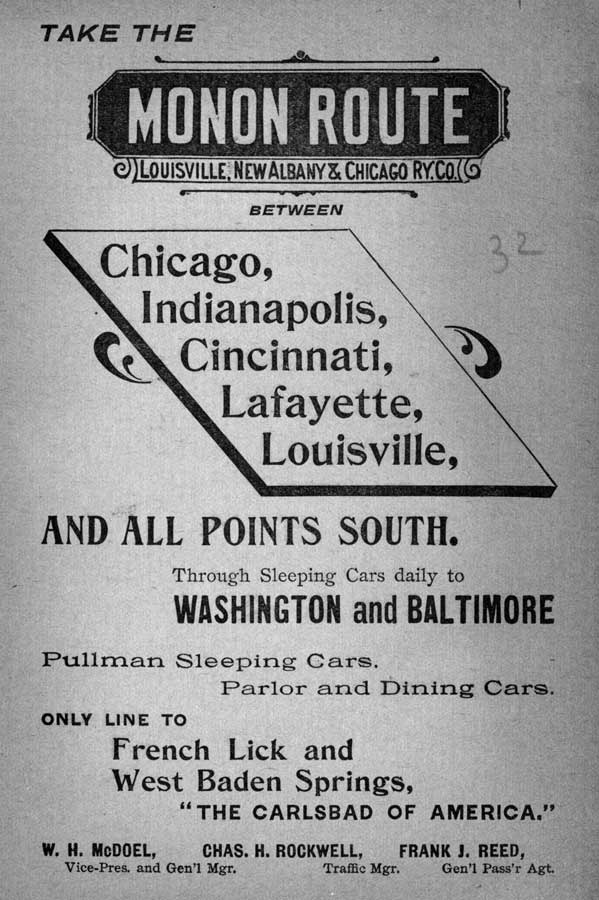 TAKE THE
MONON ROUTE
LOUISVILLE, NEW ALBANY & CHICAGO RY. CO.
BETWEEN
32
Chicago,
Indianapolis,
Cincinnati,
Lafayette,
Louisville,
AND ALL POINTS SOUTH.
Through Sleeping Cars daily to
WASHINGTON and BALTIMORE
Pullman Sleeping Cars.
Parlor and Dining Cars.
ONLY LINE TO
French Lick and
West Baden Springs,
"THE CARLSBAD OF AMERICA."
W. H. McDOEL, CHAS. H. ROCKWELL, FRANK J. REED,
Vice-Pres. and Gen'l Mgr. Traffic Mgr. Gen'l Pass'r Agt.